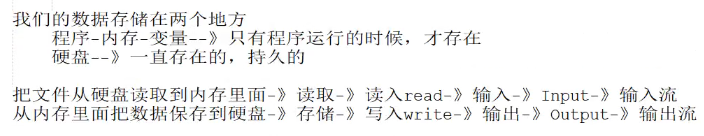 我们的数据存储在两个地方
程序-内存-变量--》只有程序运行的时候，才存在
硬盘--》一直存在的，持久的
把文件从硬盘读取到内存里面-》读取-》读入read-》输入-》Input-》输入流
从内存里面把数据保存到硬盘-》存储-》写入write-》输出-》Output-》输出流